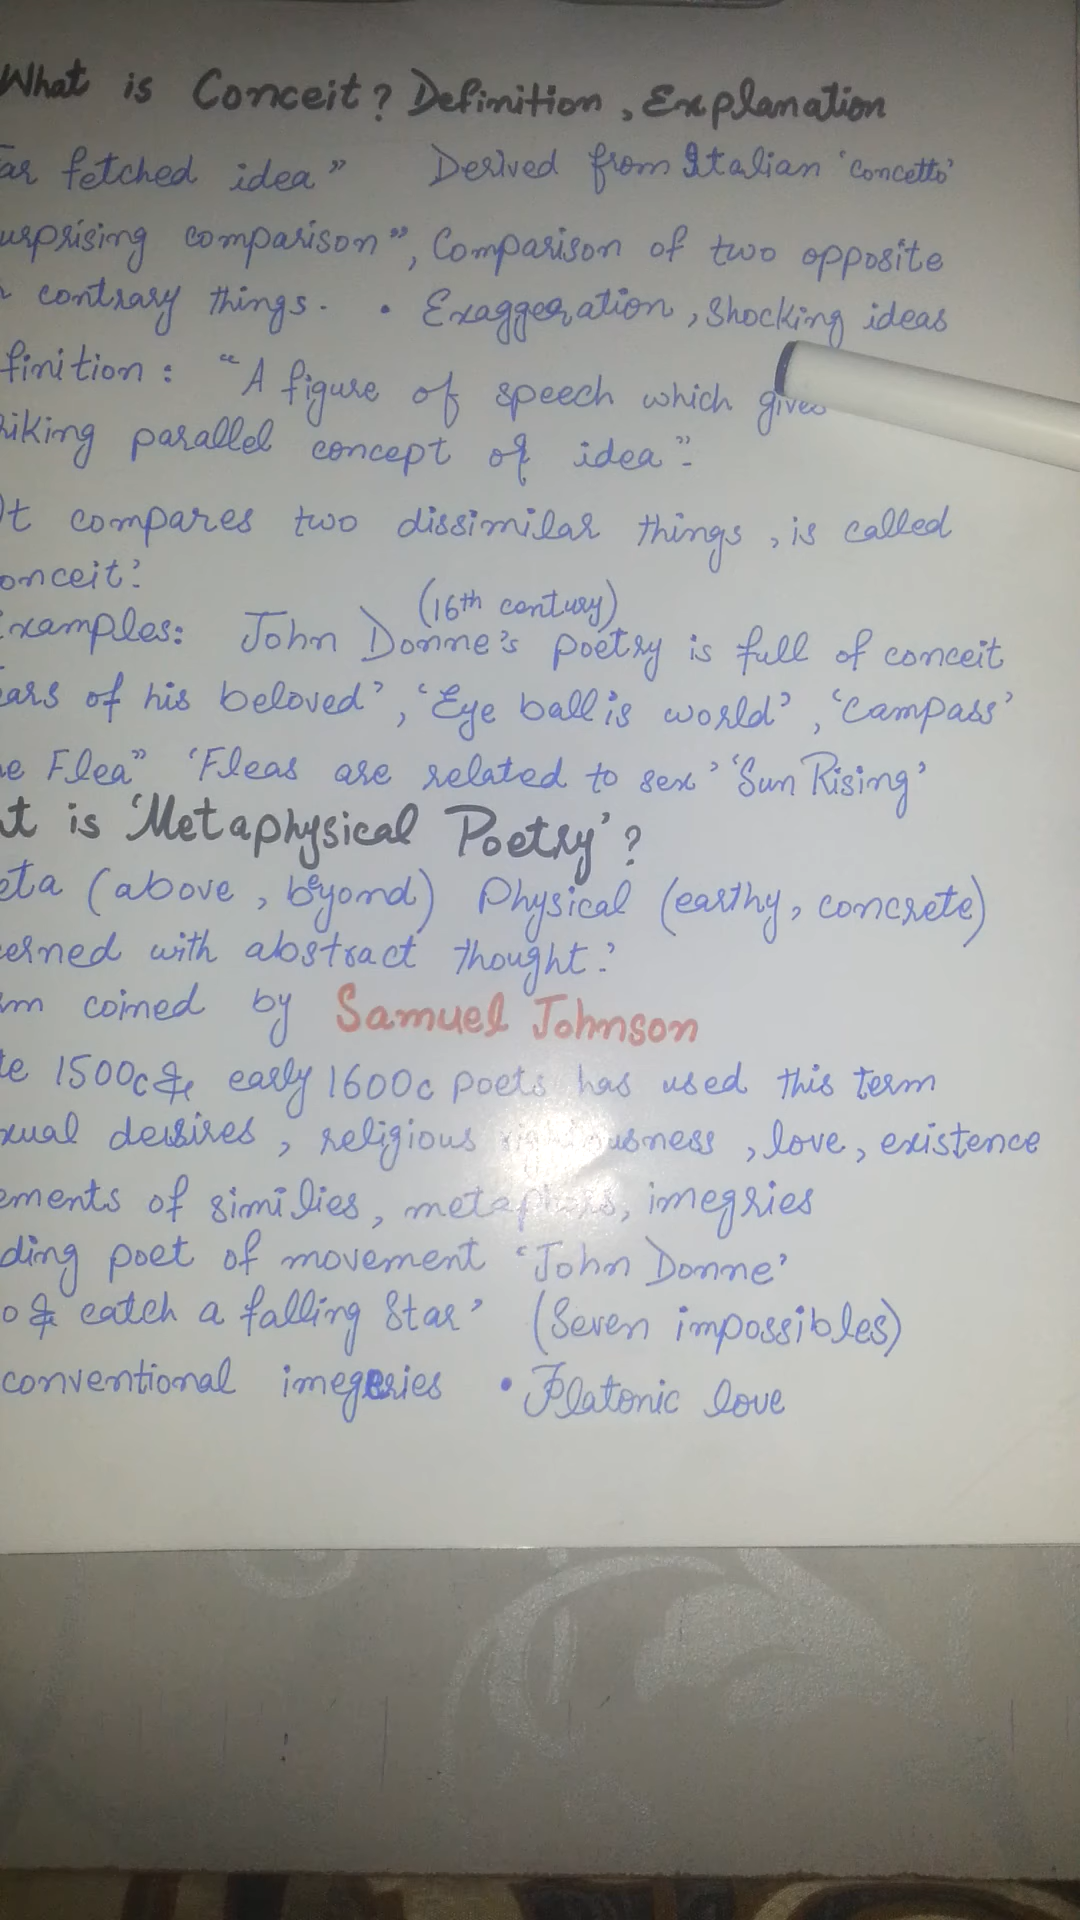 What is Conceit? Definition, Explanation
ar fetched idea" Derived from Italian 'concetto'
urprising comparison", Comparison of two opposite
contrary things. • Exaggeration, Shocking ideas
finition: "A figure of speech which gives
riking parallel concept of idea".
It compares two dissimilar things, is called
onceit'.
(16th century)
Examples: John Donne's poetry is full of conceit
ears of his beloved', 'Eye ball is world', 'Campass'
e Flea" 'Fleas are related to sex' 'Sun Rising'
t is 'Metaphysical Poetry'?
eta (above, beyond) Physical (earthy, concrete)
cerned with abstract thought.'
rm coined by Samuel Johnson
te 1500c & early 1600c poets has used this term
xual desires, religious , love, existence
ements of similies, metaphors, imegries
ding poet of movement 'John Donne'
o & catch a falling Star' (Seven impossibles)
conventional imegries • Platonic love